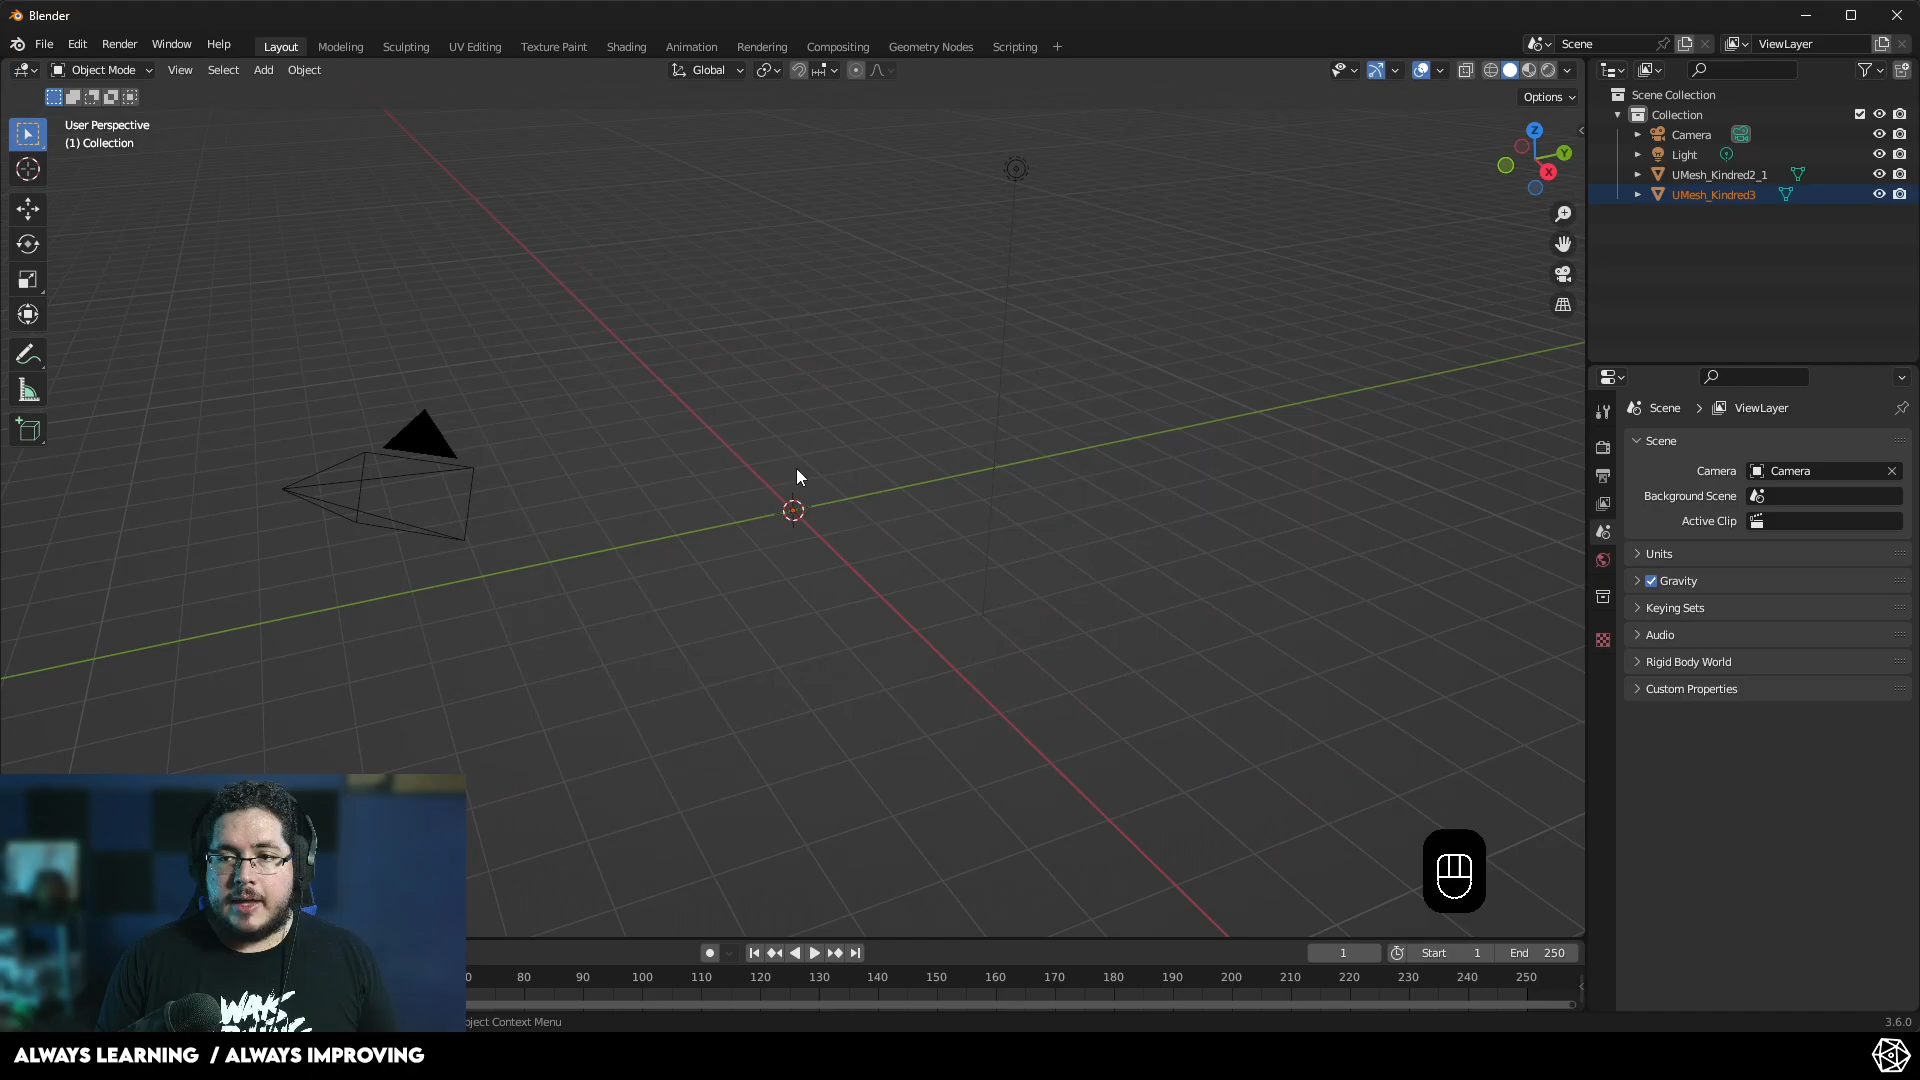 Blender
File Edit Render Window Help
Layout Modeling Sculpting UV Editing Texture Paint Shading Animation Rendering Compositing Geometry Nodes Scripting +
Scene
ViewLayer
Object Mode View Select Add Object
Global
Options
User Perspective
(1) Collection
Z
Y
X
Scene Collection
Collection
Camera
Light
UMesh_Kindred2_1
UMesh_Kindred3
Scene > ViewLayer
Scene
Camera Camera
Background Scene
Active Clip
Units
Gravity
Keying Sets
Audio
Rigid Body World
Custom Properties
1 Start 1 End 250
0 80 90 100 110 120 130 140 150 160 170 180 190 200 210 220 230 240 250
ject Context Menu
3.6.0
ALWAYS LEARNING / ALWAYS IMPROVING